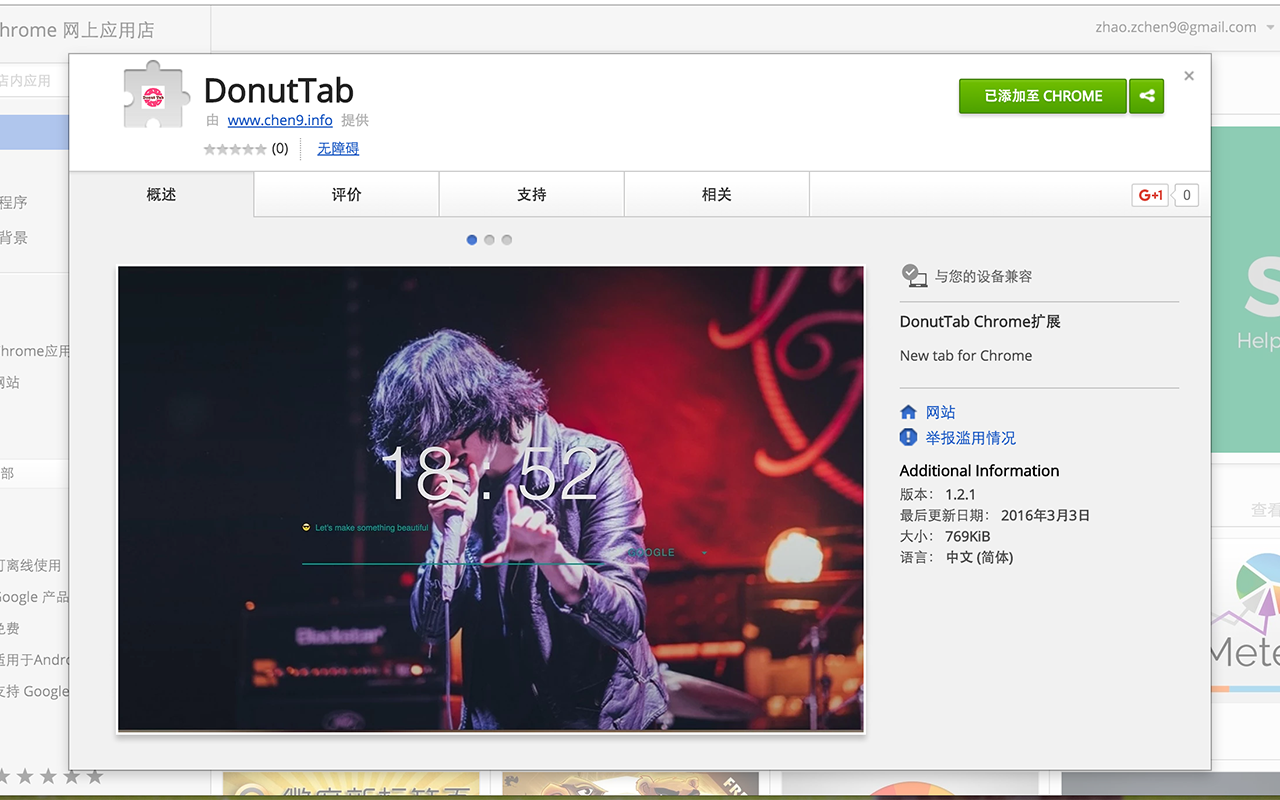 hrome 网上应用店
zhao.zchen9@gmail.com
店内应用
DonutTab
由 www.chen9.info 提供
(0) 无障碍
已添加至 CHROME
概述
评价
支持
相关
G+1
0
程序
背景
hrome应用
网站
部
订离线使用
Google 产品
免费
适用于Andro
支持 Google
18 : 52
Let's make something beautiful
GOOGLE
Blackstar
与您的设备兼容
DonutTab Chrome扩展
New tab for Chrome
网站
举报滥用情况
Additional Information
版本： 1.2.1
最后更新日期： 2016年3月3日
大小： 769KiB
语言： 中文 (简体)
S
Help
查看
Mete
FREE